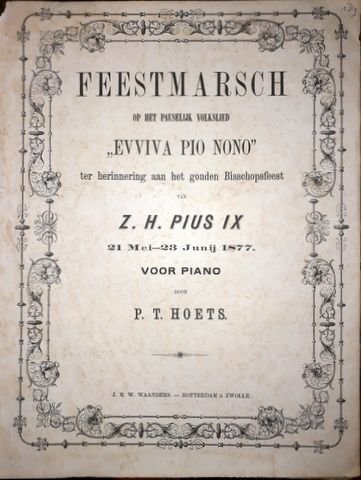 FEESTMARSCH
OP HET PAUSELIJK VOLKSLIED
„EVVIVA PIO NONO”
ter herinnering aan het gouden Bisschopsfeest
VAN
Z. H. PIUS IX
21 Mei–23 Junij 1877.
VOOR PIANO
DOOR
P. T. HOETS.
J. M. W. WAANDERS. — ROTTERDAM & ZWOLLE.